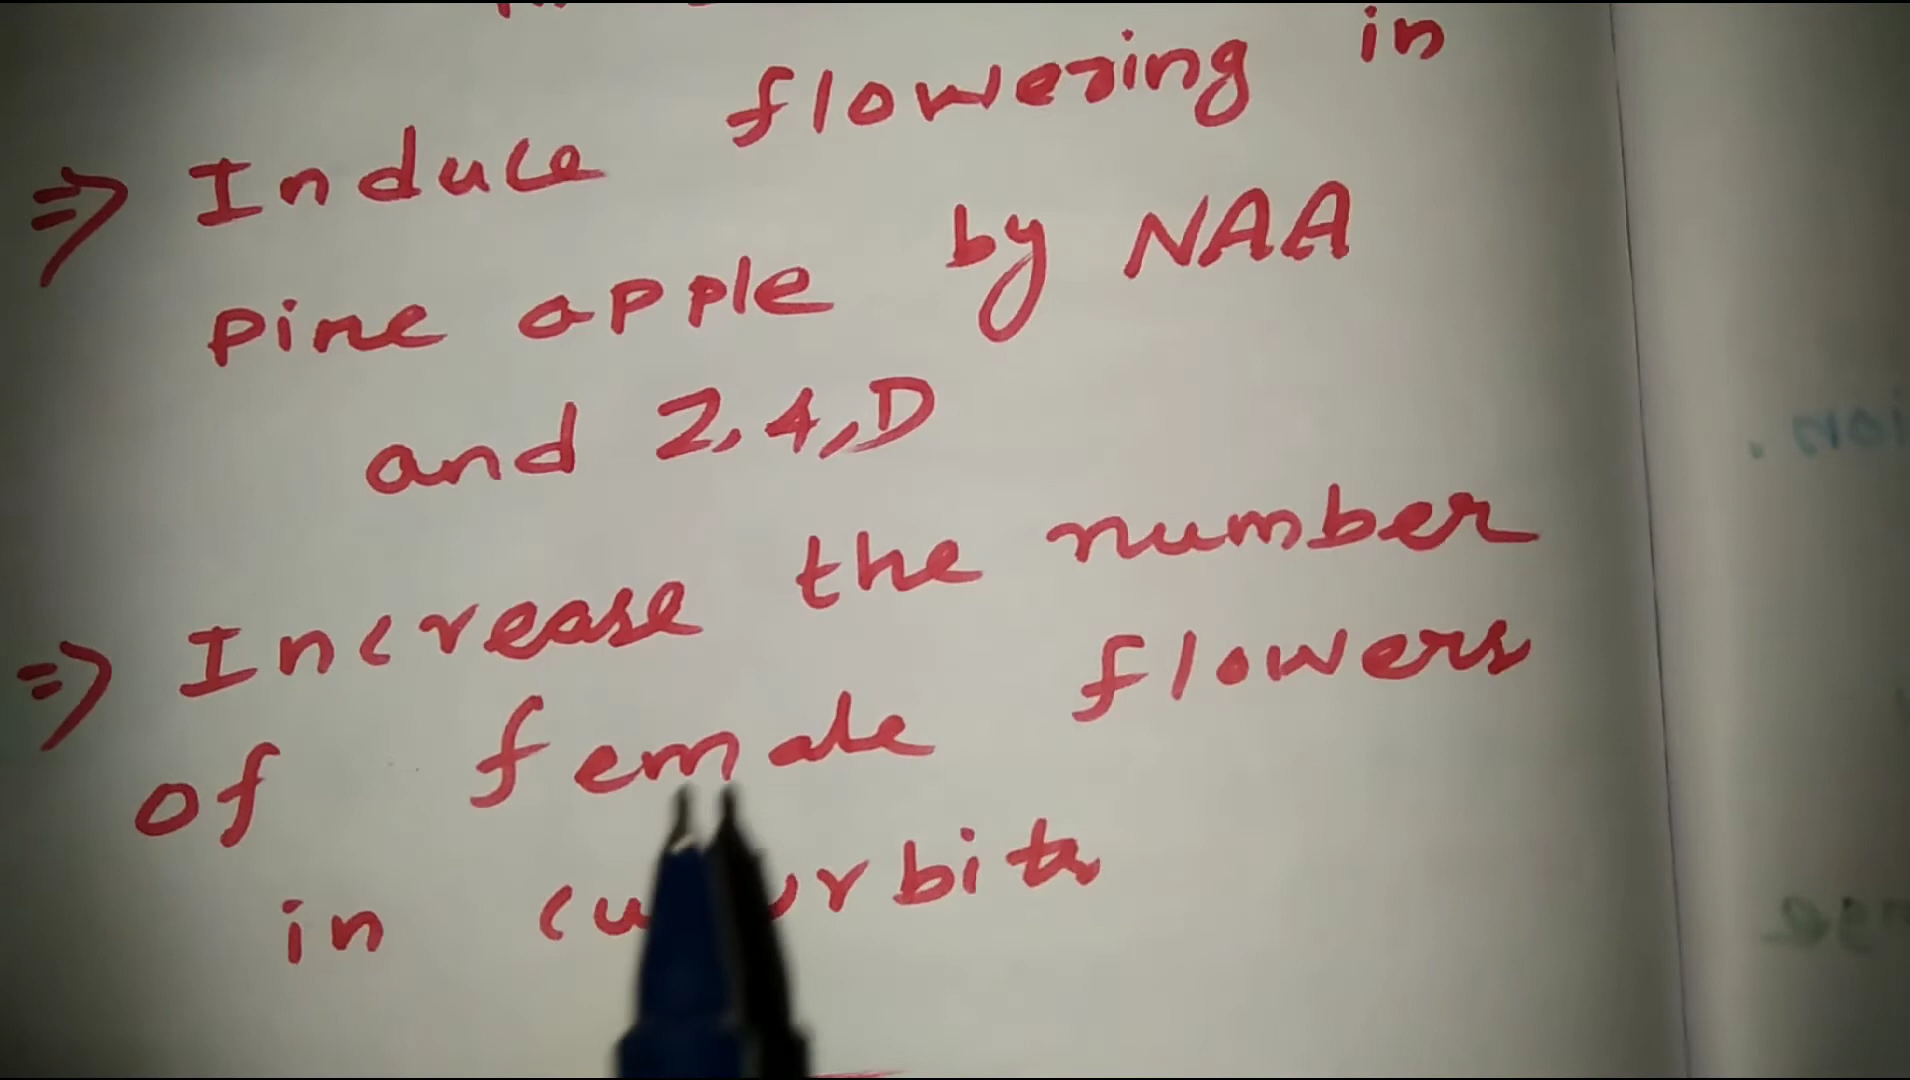 ⇒ Induce flowering in
pine apple by NAA
and 2,4,D
⇒ Increase the number
of female flowers
in